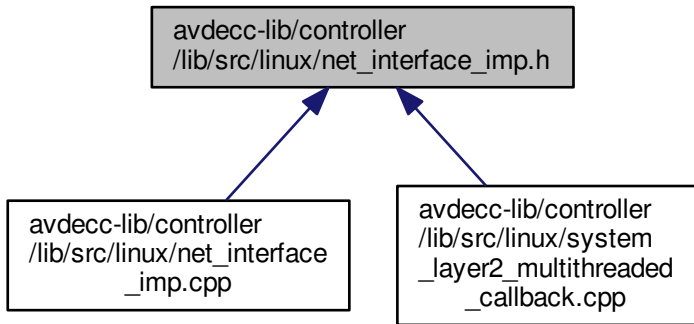 avdecc-lib/controller
/lib/src/linux/net_interface_imp.h
avdecc-lib/controller
/lib/src/linux/net_interface
_imp.cpp
avdecc-lib/controller
/lib/src/linux/system
_layer2_multithreaded
_callback.cpp